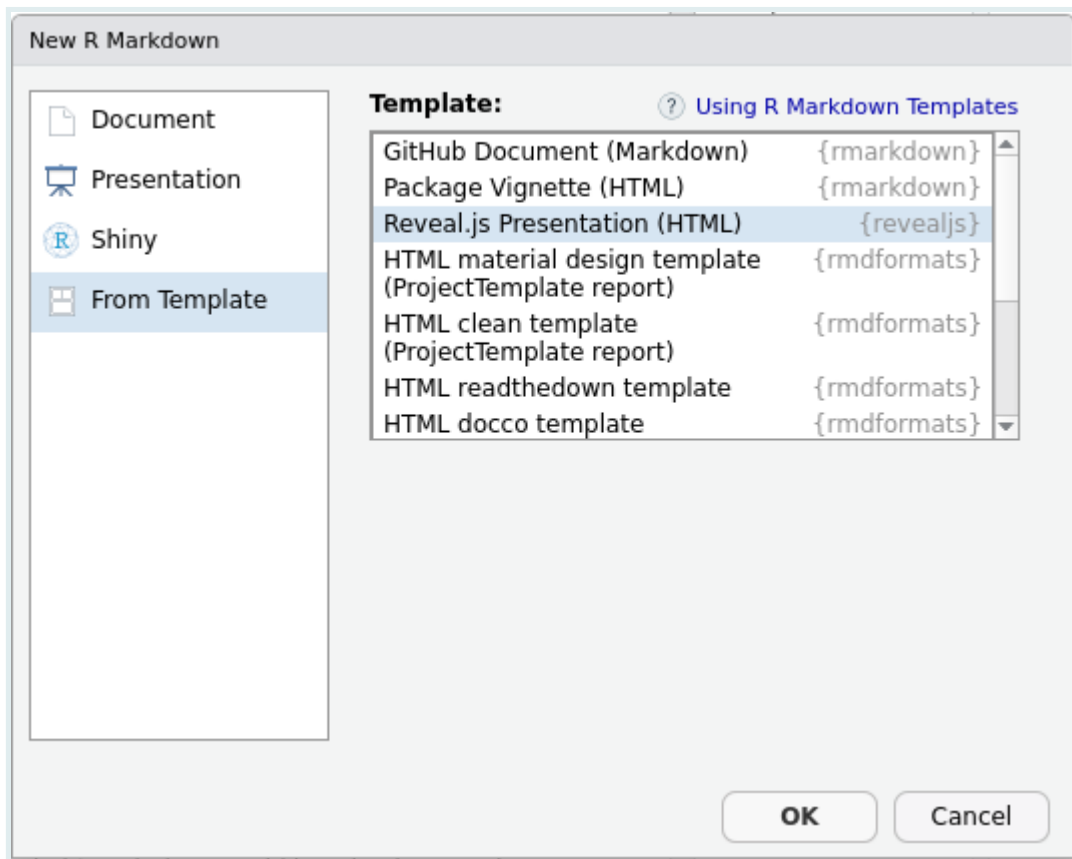 New R Markdown
Document
Presentation
Shiny
From Template
Template:
? Using R Markdown Templates
GitHub Document (Markdown) {rmarkdown}
Package Vignette (HTML) {rmarkdown}
Reveal.js Presentation (HTML) {revealjs}
HTML material design template {rmdformats}
(ProjectTemplate report)
HTML clean template {rmdformats}
(ProjectTemplate report)
HTML readthedown template {rmdformats}
HTML docco template {rmdformats}
OK Cancel